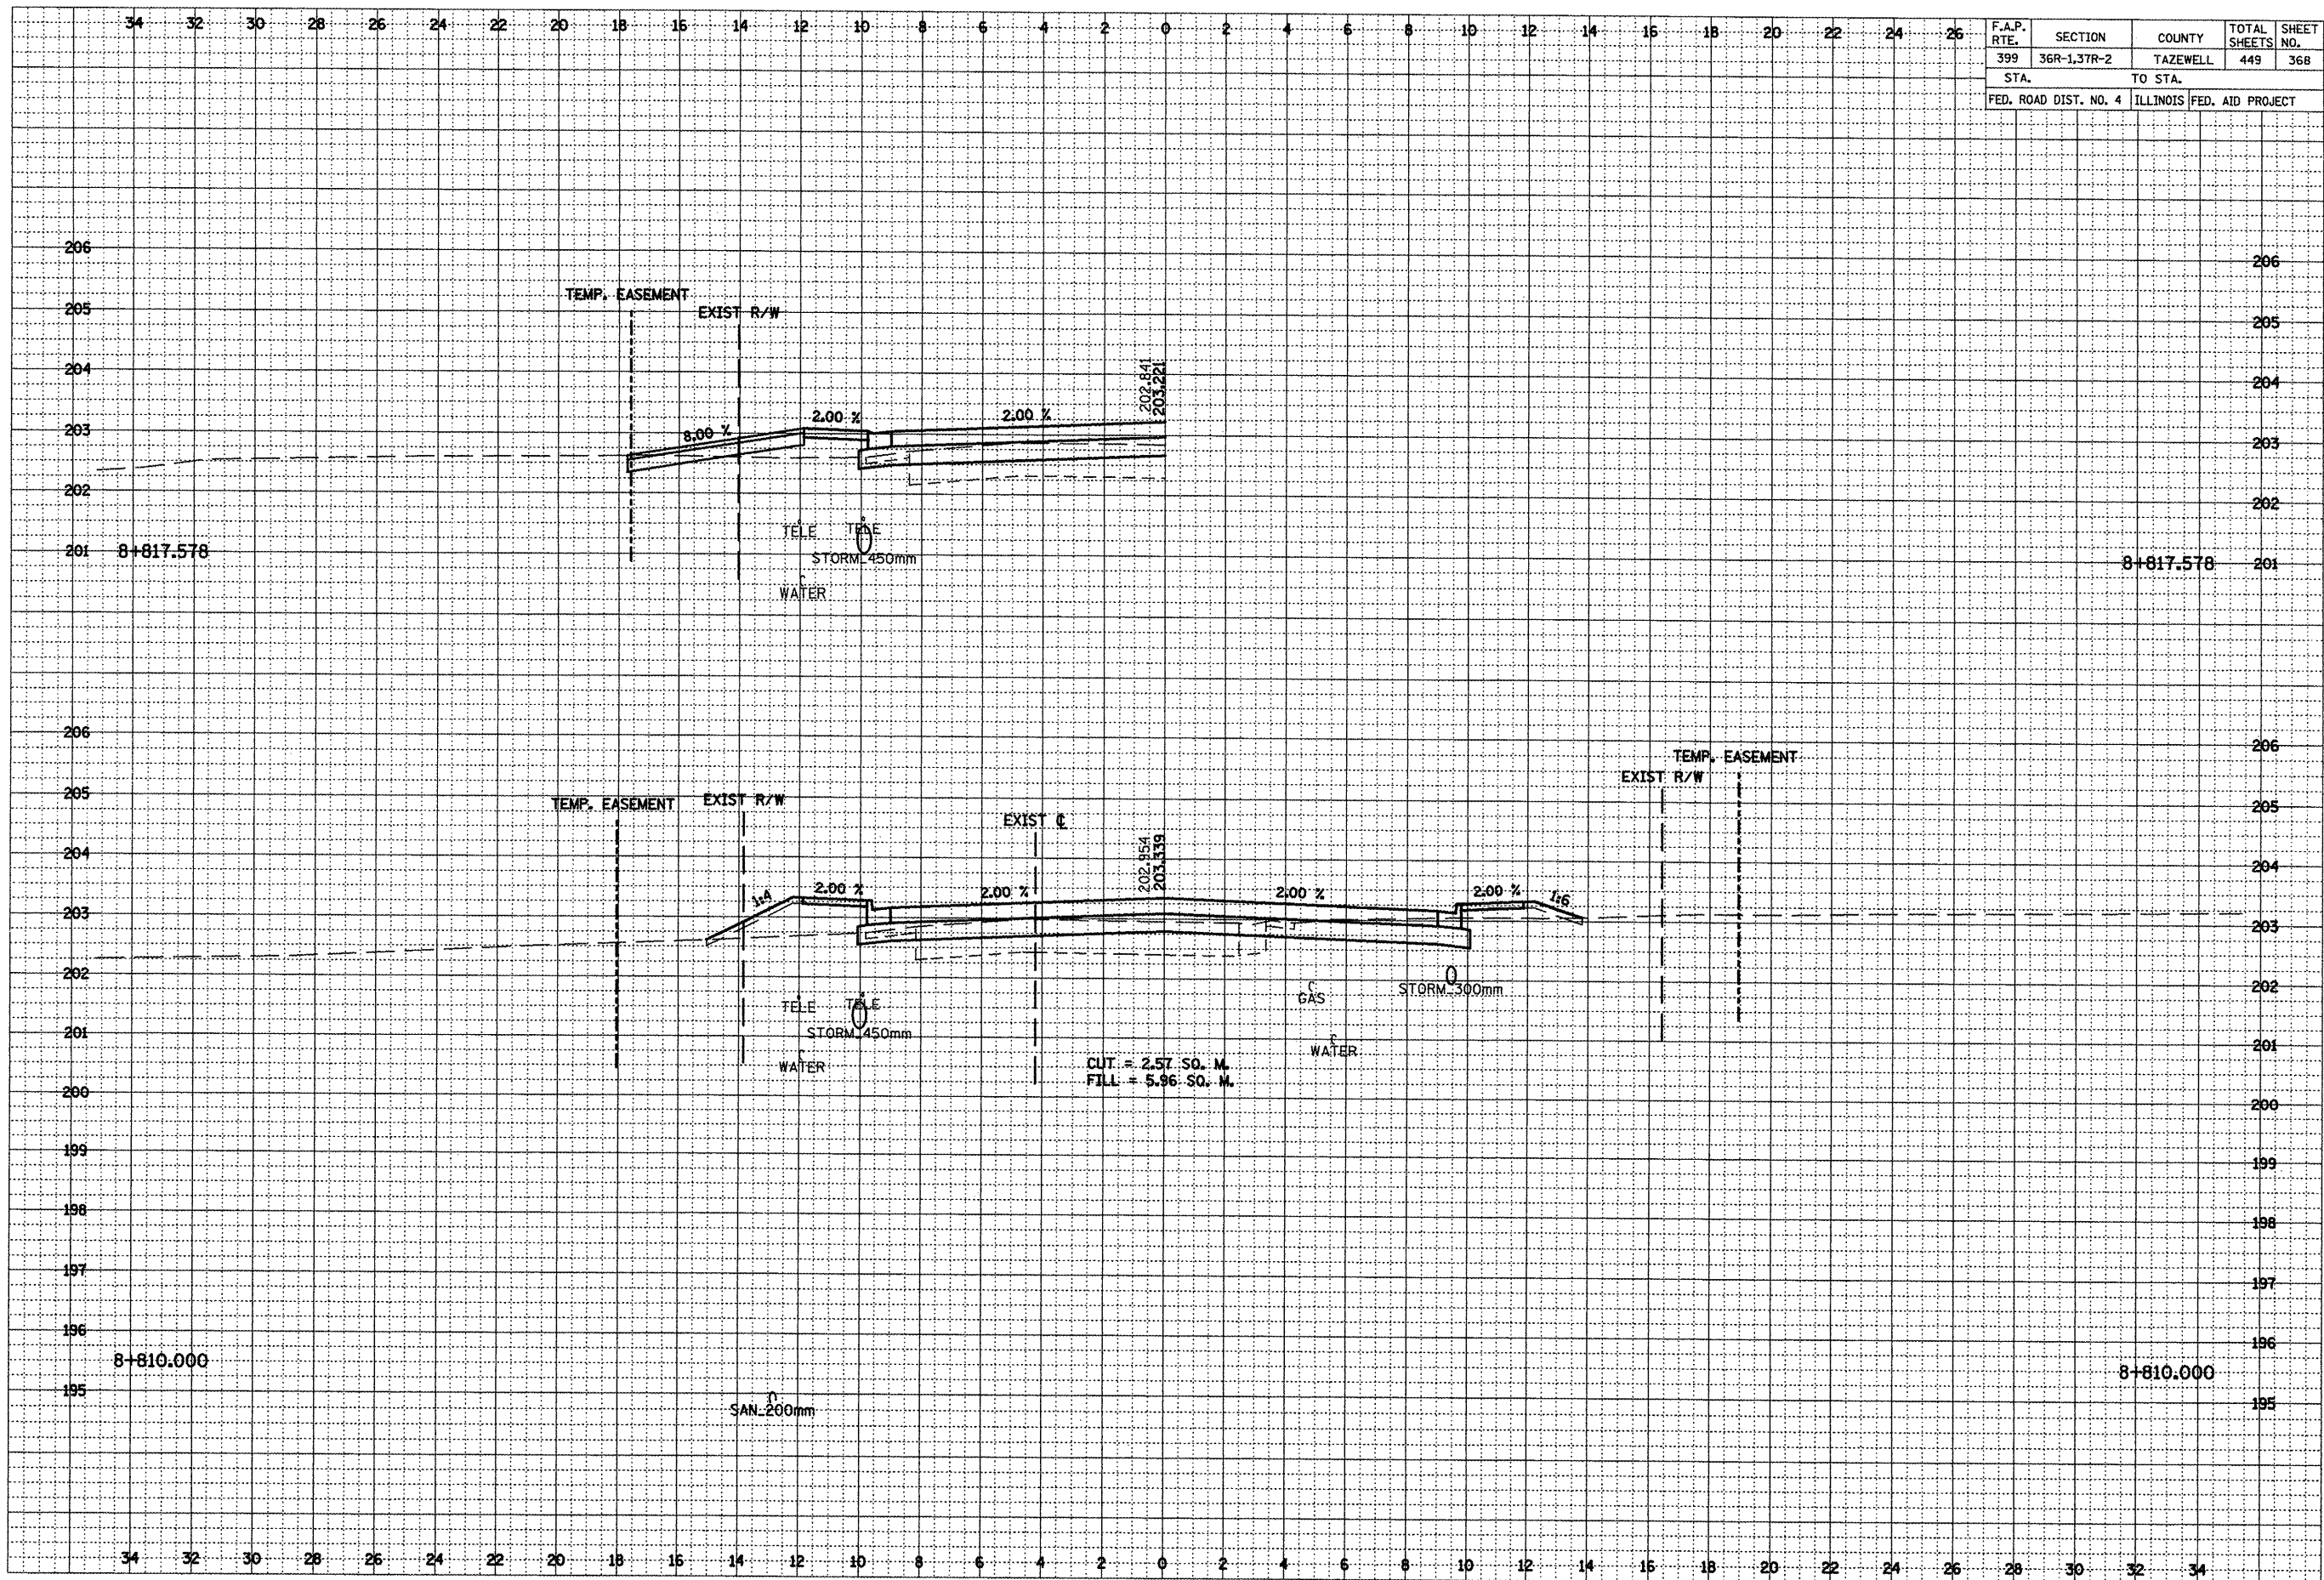 34 32 30 28 26 24 22 20 18 16 14 12 10 8 6 4 2 0 2 4 6 8 10 12 14 16 18 20 22 24 26
F.A.P. RTE. SECTION COUNTY TOTAL SHEETS SHEET NO.
399 36R-1,37R-2 TAZEWELL 449 368
STA. TO STA.
FED. ROAD DIST. NO. 4 ILLINOIS FED. AID PROJECT
206 206
TEMP. EASEMENT
205 EXIST R/W 205
204 202.841 203.221 204
203 8.00 % 2.00 % 2.00 % 203
202 202
TELE TELE
201 8+817.578 STORM_450mm 8+817.578 201
WATER
206 206
TEMP. EASEMENT
EXIST R/W
205 TEMP. EASEMENT EXIST R/W 205
EXIST ℄
204 202.954 203.339 204
203 1:4 2.00 % 2.00 % 2.00 % 2.00 % 1:6 203
202 GAS STORM_300mm 202
TELE TELE
201 STORM_450mm 201
WATER WATER
CUT = 2.57 SQ. M.
FILL = 5.96 SQ. M.
200 200
199 199
198 198
197 197
196 196
8+810.000 8+810.000
195 195
SAN_200mm
34 32 30 28 26 24 22 20 18 16 14 12 10 8 6 4 2 0 2 4 6 8 10 12 14 16 18 20 22 24 26 28 30 32 34